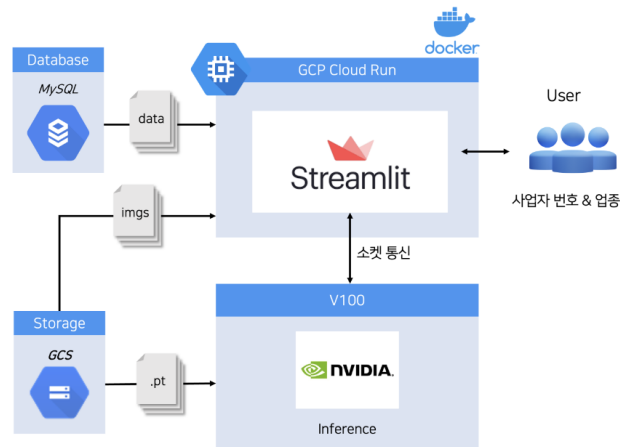 docker
Database
MySQL
data
GCP Cloud Run
Streamlit
User
사업자 번호 & 업종
imgs
소켓 통신
Storage
GCS
.pt
V100
NVIDIA.
Inference